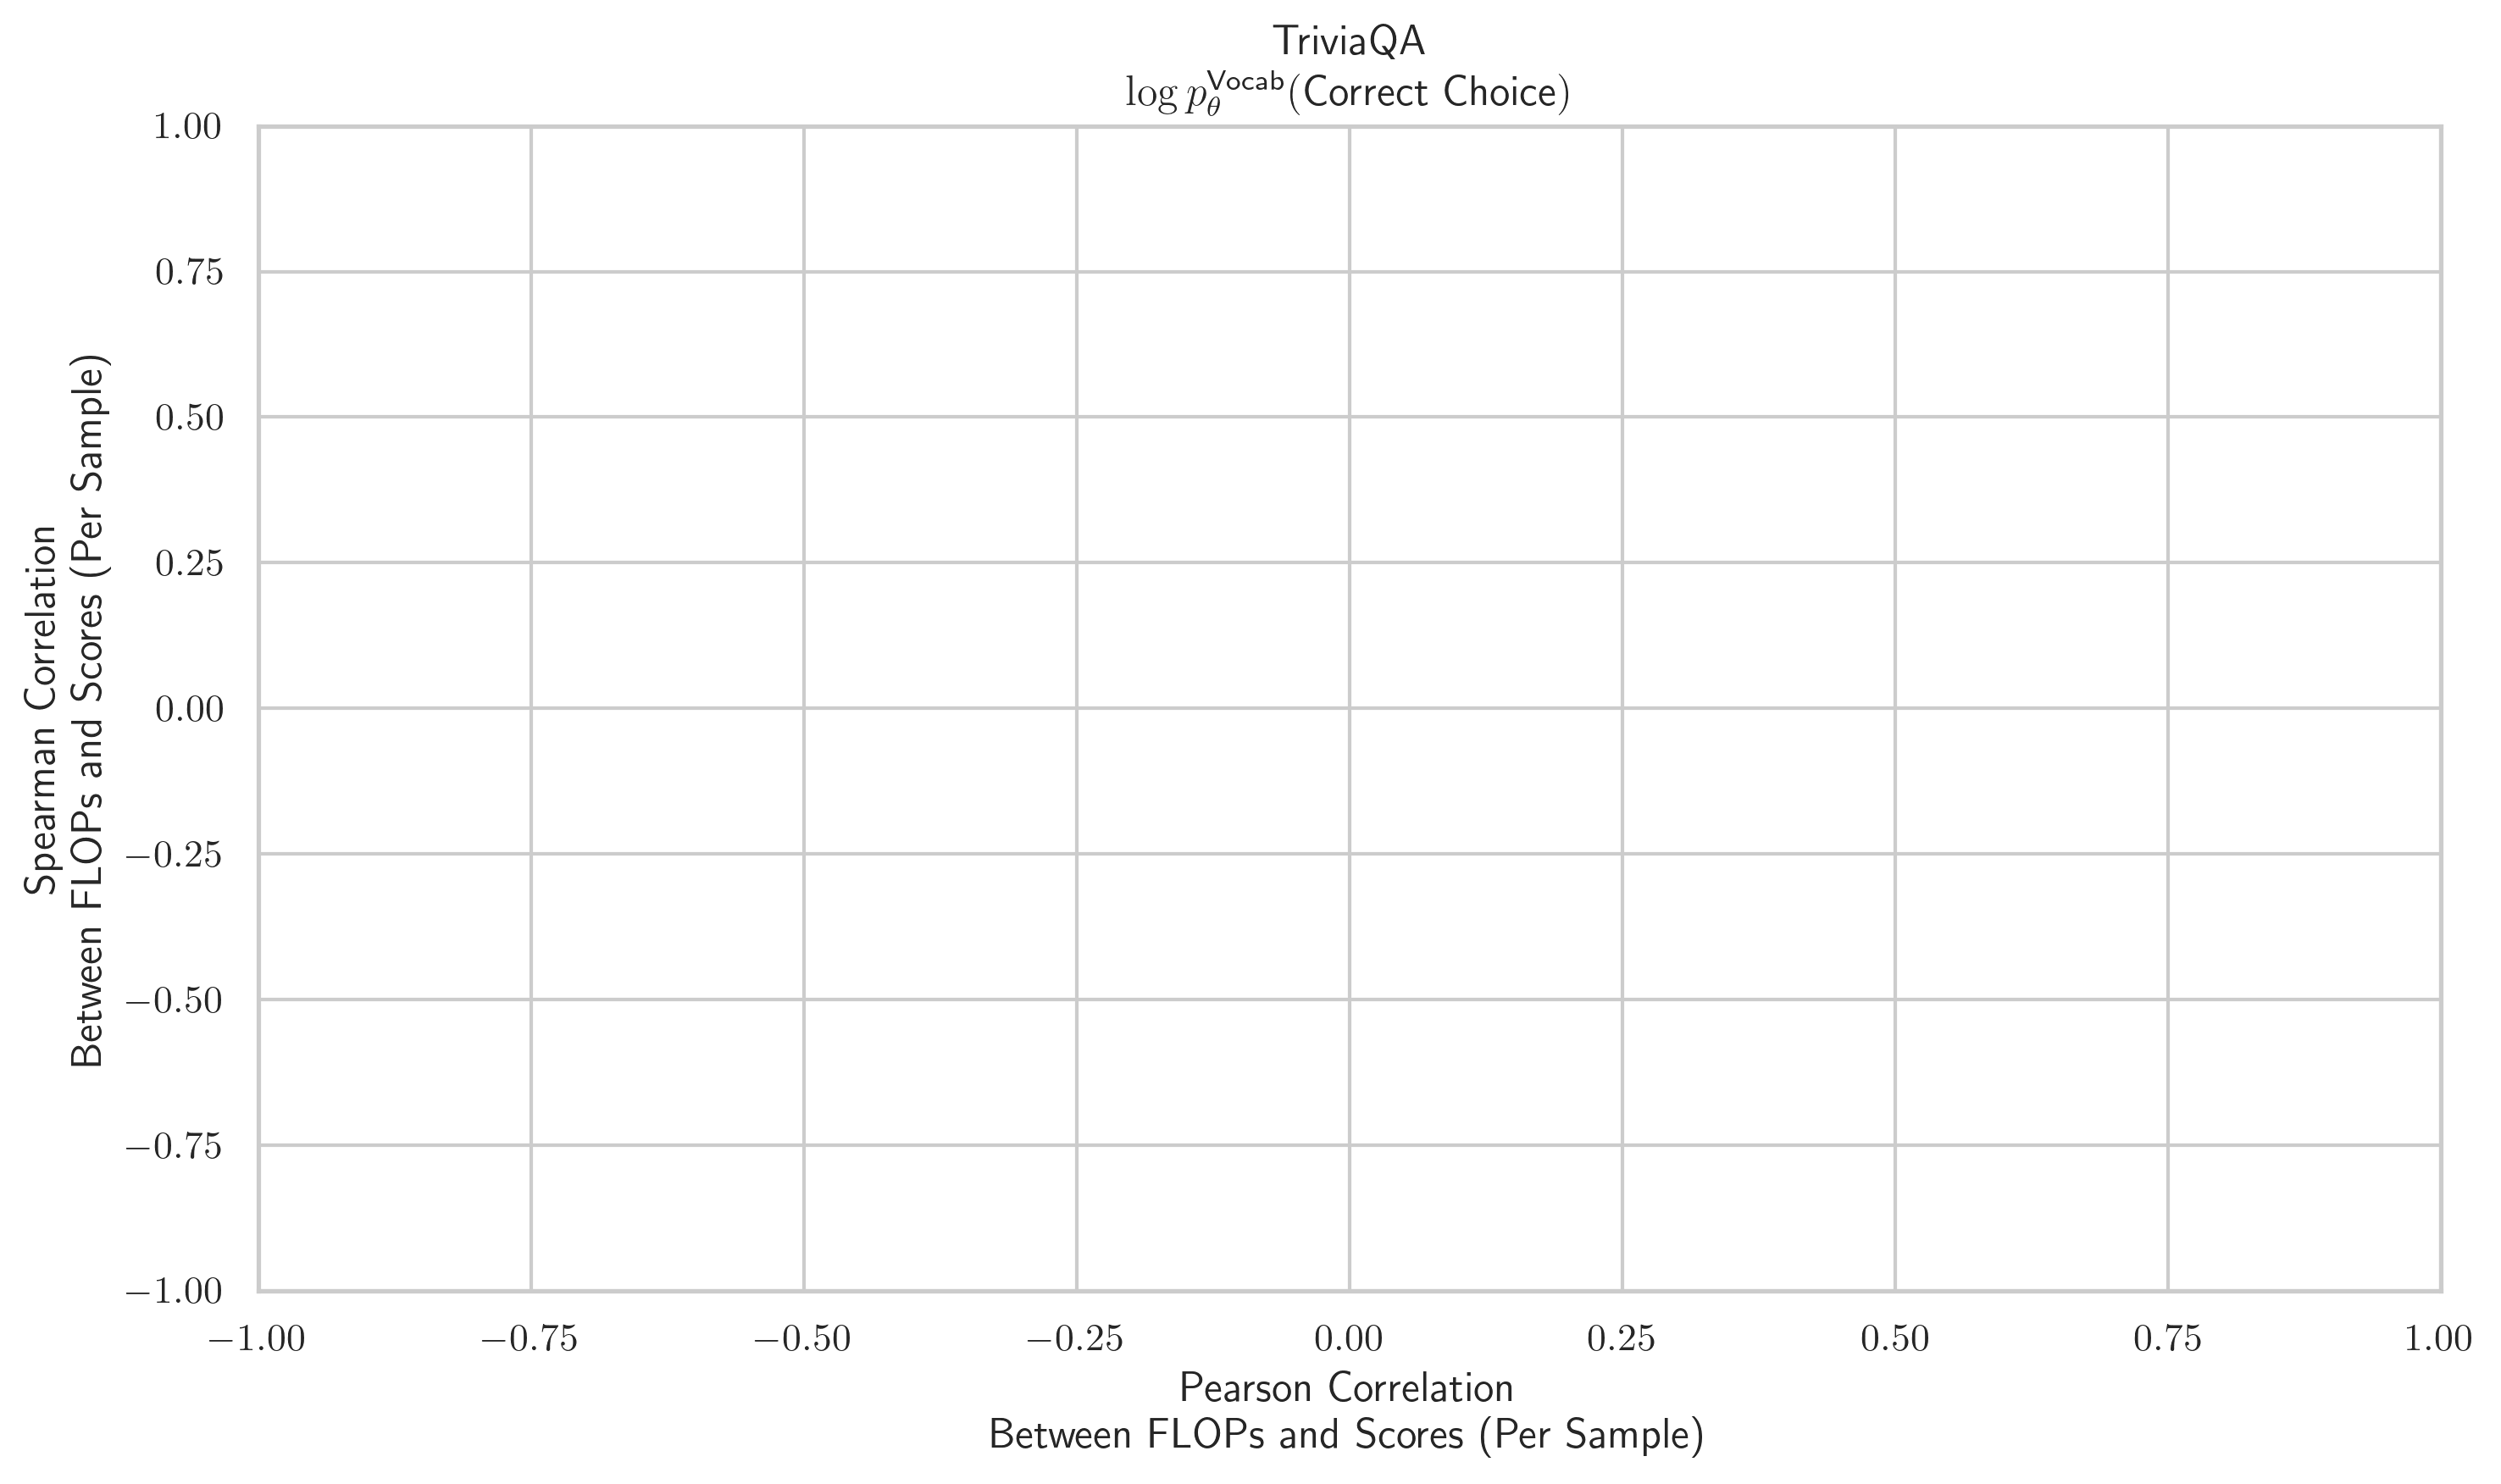 TriviaQA
log p_θ^Vocab(Correct Choice)
1.00
0.75
0.50
0.25
0.00
−0.25
−0.50
−0.75
−1.00
Spearman Correlation
Between FLOPs and Scores (Per Sample)
−1.00 −0.75 −0.50 −0.25 0.00 0.25 0.50 0.75 1.00
Pearson Correlation
Between FLOPs and Scores (Per Sample)